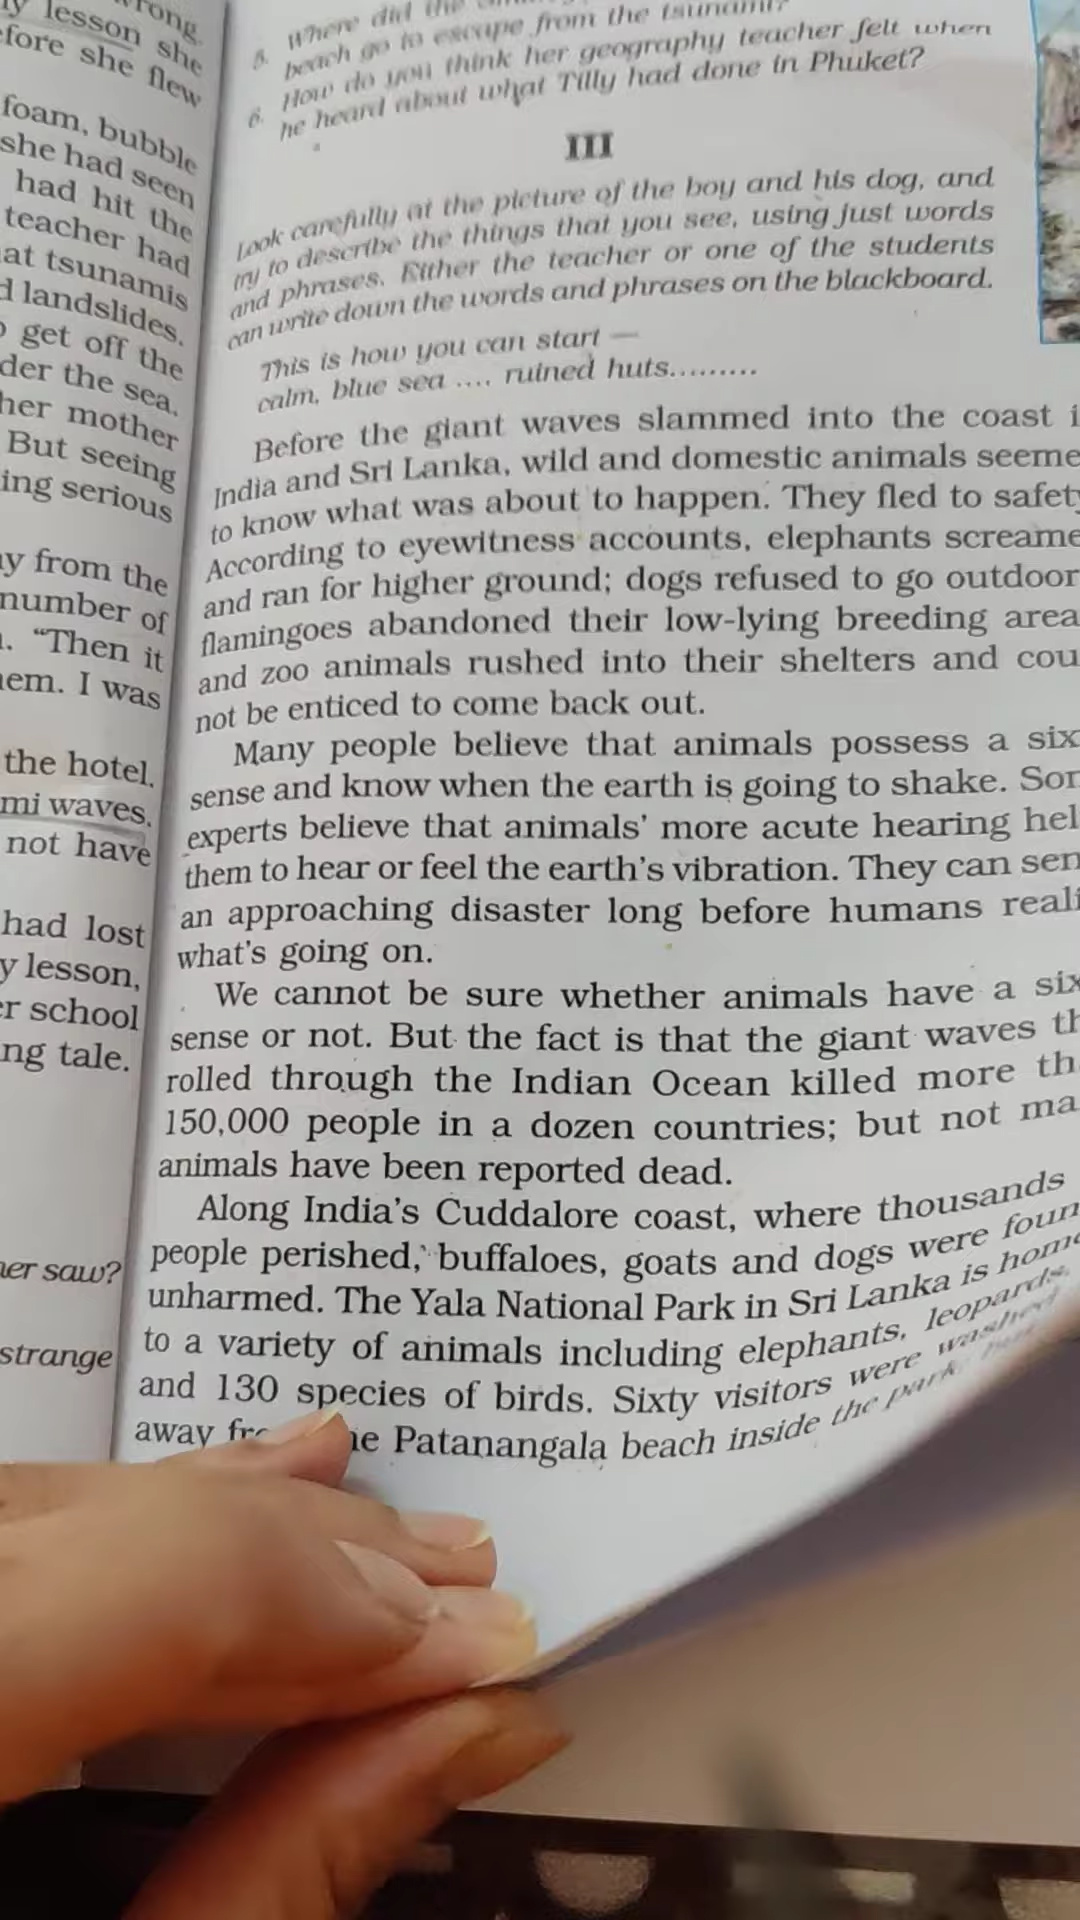 rong.
lesson she
fore she flew
foam, bubble
she had seen
had hit the
teacher had
at tsunamis
d landslides.
get off the
der the sea.
her mother
But seeing
ing serious
y from the
number of
. “Then it
em. I was
the hotel.
mi waves.
not have
had lost
y lesson,
r school
ng tale.
er saw?
strange
5. Where did the
beach go to escape from the tsunami?
6. How do you think her geography teacher felt when
he heard about what Tilly had done in Phuket?
III
Look carefully at the picture of the boy and his dog, and
try to describe the things that you see, using just words
and phrases. Either the teacher or one of the students
can write down the words and phrases on the blackboard.
This is how you can start —
calm, blue sea .... ruined huts.........
Before the giant waves slammed into the coast i
India and Sri Lanka, wild and domestic animals seeme
to know what was about to happen. They fled to safety
According to eyewitness accounts, elephants screame
and ran for higher ground; dogs refused to go outdoor
flamingoes abandoned their low-lying breeding area
and zoo animals rushed into their shelters and cou
not be enticed to come back out.
Many people believe that animals possess a six
sense and know when the earth is going to shake. Som
experts believe that animals’ more acute hearing hel
them to hear or feel the earth’s vibration. They can sen
an approaching disaster long before humans reali
what's going on.
We cannot be sure whether animals have a six
sense or not. But the fact is that the giant waves th
rolled through the Indian Ocean killed more tha
150,000 people in a dozen countries; but not ma
animals have been reported dead.
Along India’s Cuddalore coast, where thousands
people perished, buffaloes, goats and dogs were foun
unharmed. The Yala National Park in Sri Lanka is home
to a variety of animals including elephants, leopards,
and 130 species of birds. Sixty visitors were washed
away fr he Patanangala beach inside the park;